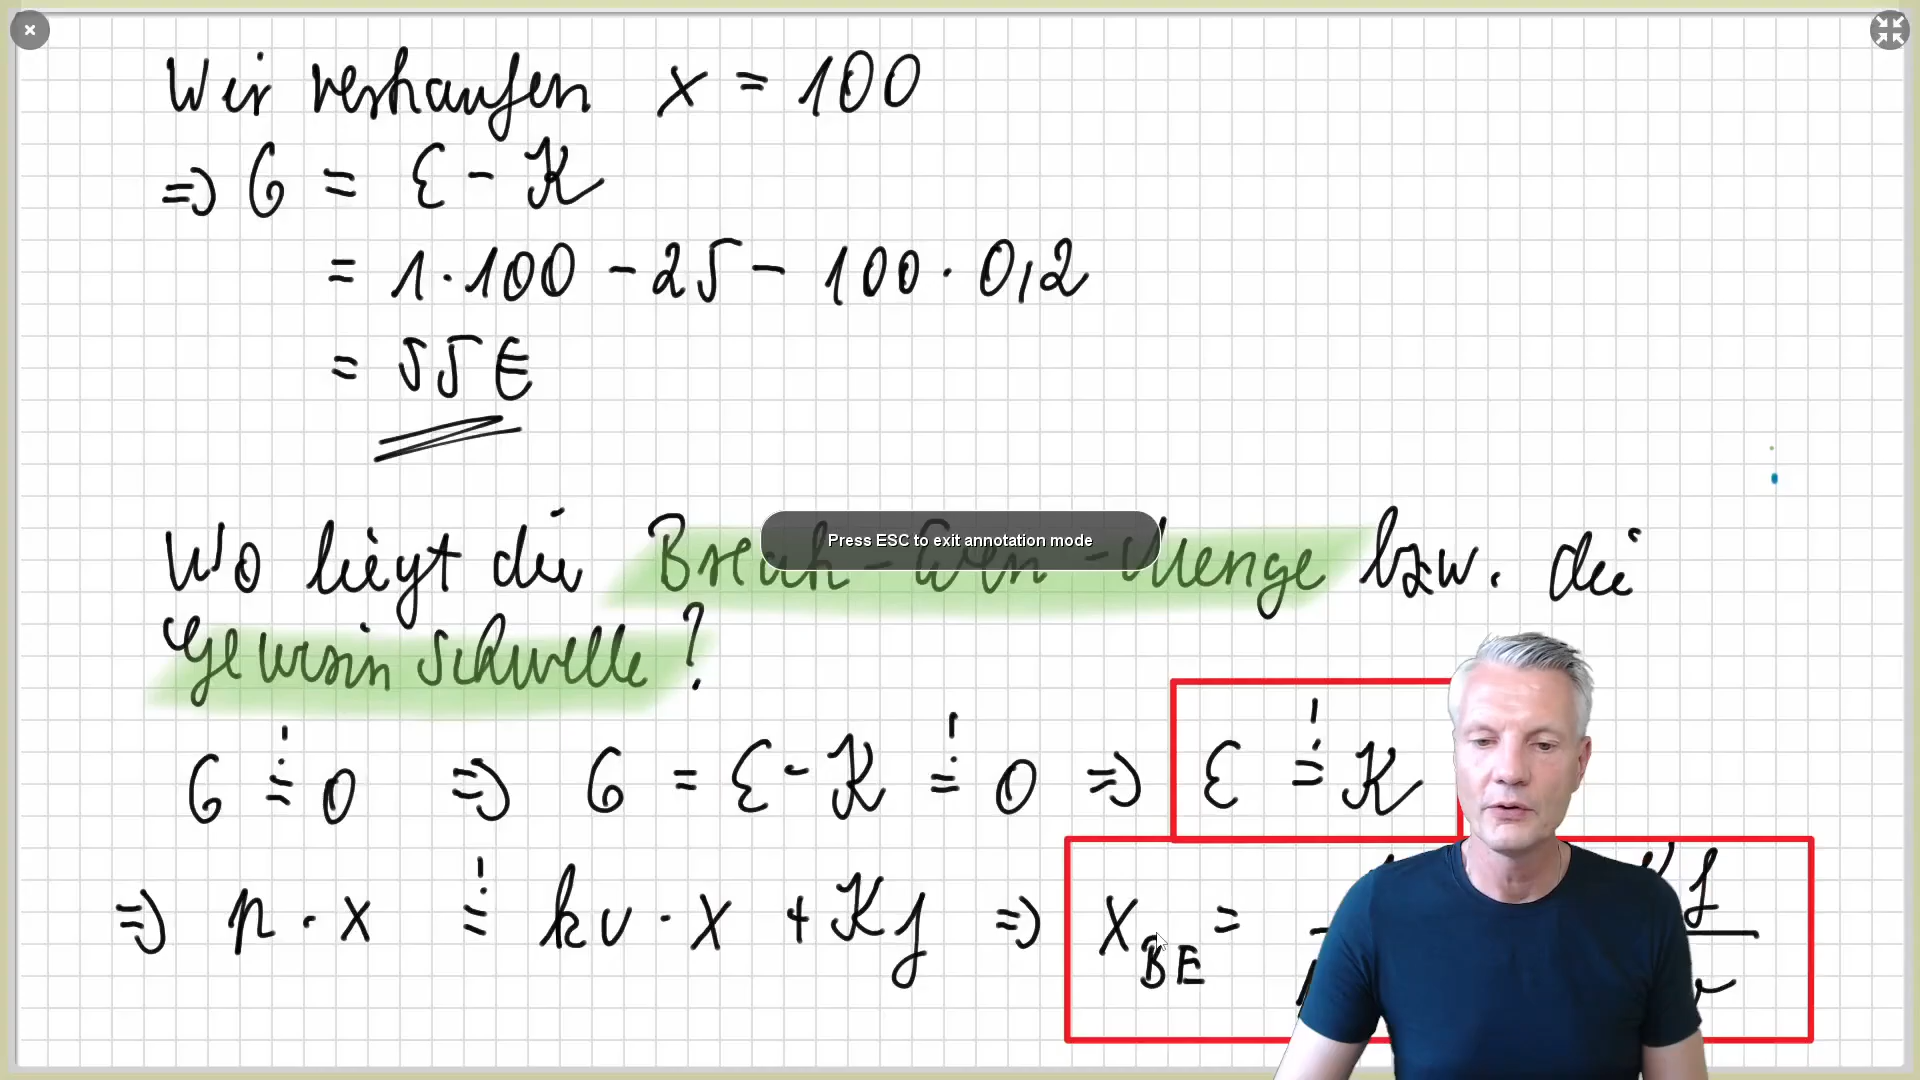 Wir verkaufen x = 100
=> G = E - K
= 1 · 100 - 25 - 100 · 0,2
= 55 €
Wo liegt die Break-Even-Menge bzw. die
Gewinnschwelle?
Press ESC to exit annotation mode
G != 0 => G = E - K != 0 => E != K
=> p · x != kv · x + Kf => X BE =